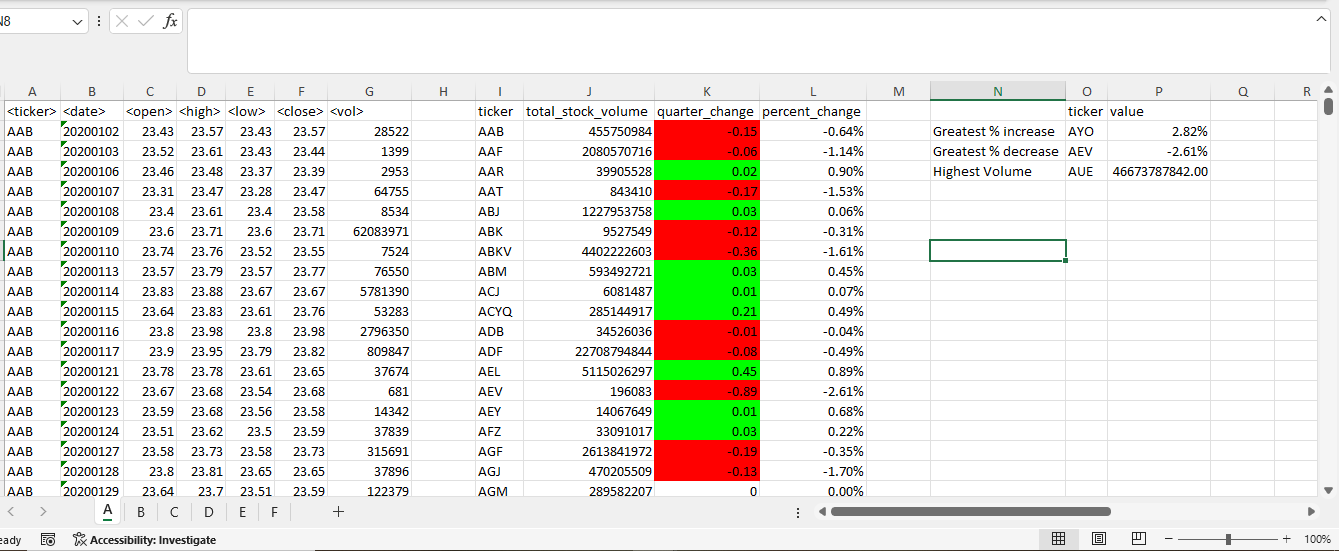 N8 fx
A B C D E F G H I J K L M N O P Q R
<ticker> <date> <open> <high> <low> <close> <vol> ticker total_stock_volume quarter_change percent_change ticker value
AAB 20200102 23.43 23.57 23.43 23.57 28522 AAB 455750984 -0.15 -0.64% Greatest % increase AYO 2.82%
AAB 20200103 23.52 23.61 23.43 23.44 1399 AAF 2080570716 -0.06 -1.14% Greatest % decrease AEV -2.61%
AAB 20200106 23.46 23.48 23.37 23.39 2953 AAR 39905528 0.02 0.90% Highest Volume AUE 46673787842.00
AAB 20200107 23.31 23.47 23.28 23.47 64755 AAT 843410 -0.17 -1.53%
AAB 20200108 23.4 23.61 23.4 23.58 8534 ABJ 1227953758 0.03 0.06%
AAB 20200109 23.6 23.71 23.6 23.71 62083971 ABK 9527549 -0.12 -0.31%
AAB 20200110 23.74 23.76 23.52 23.55 7524 ABKV 4402222603 -0.36 -1.61%
AAB 20200113 23.57 23.79 23.57 23.77 76550 ABM 593492721 0.03 0.45%
AAB 20200114 23.83 23.88 23.67 23.67 5781390 ACJ 6081487 0.01 0.07%
AAB 20200115 23.64 23.83 23.61 23.76 53283 ACYQ 285144917 0.21 0.49%
AAB 20200116 23.8 23.98 23.8 23.98 2796350 ADB 34526036 -0.01 -0.04%
AAB 20200117 23.9 23.95 23.79 23.82 809847 ADF 22708794844 -0.08 -0.49%
AAB 20200121 23.78 23.78 23.61 23.65 37674 AEL 5115026297 0.45 0.89%
AAB 20200122 23.67 23.68 23.54 23.68 681 AEV 196083 -0.89 -2.61%
AAB 20200123 23.59 23.68 23.56 23.58 14342 AEY 14067649 0.01 0.68%
AAB 20200124 23.51 23.62 23.5 23.59 37839 AFZ 33091017 0.03 0.22%
AAB 20200127 23.58 23.73 23.58 23.73 315691 AGF 2613841972 -0.19 -0.35%
AAB 20200128 23.8 23.81 23.65 23.65 37896 AGJ 470205509 -0.13 -1.70%
AAB 20200129 23.64 23.7 23.51 23.59 122379 AGM 289582207 0 0.00%
A B C D E F +
eady Accessibility: Investigate 100%